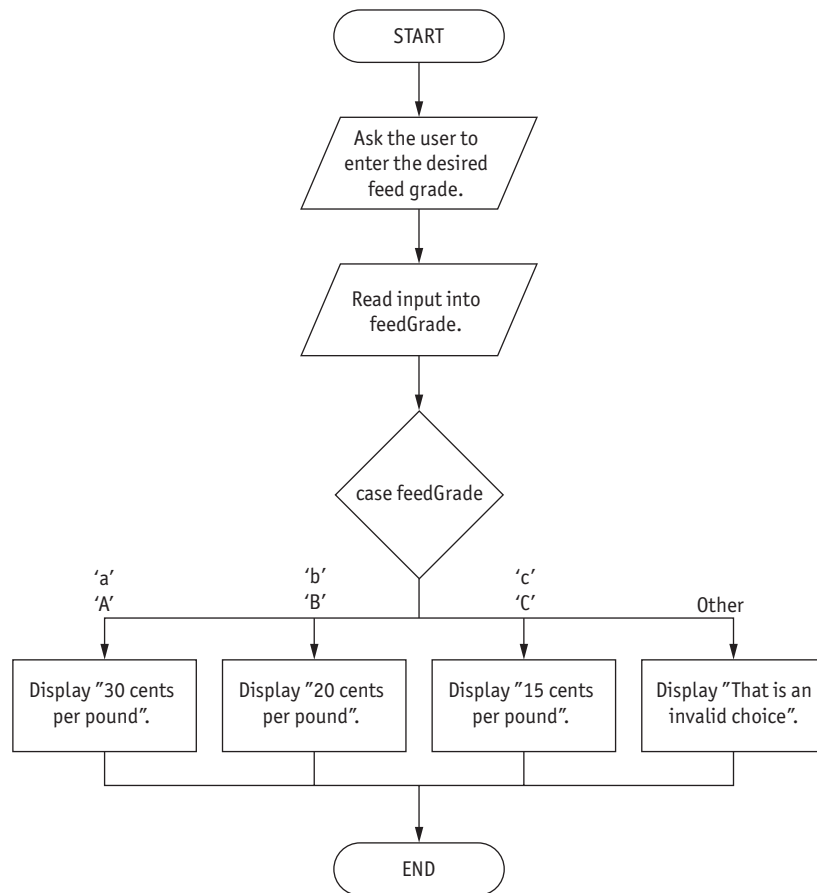 START
Ask the user to
enter the desired
feed grade.
Read input into
feedGrade.
case feedGrade
‘a’
‘A’
‘b’
‘B’
‘c’
‘C’
Other
Display ”30 cents
per pound”.
Display ”20 cents
per pound”.
Display ”15 cents
per pound”.
Display ”That is an
invalid choice”.
END